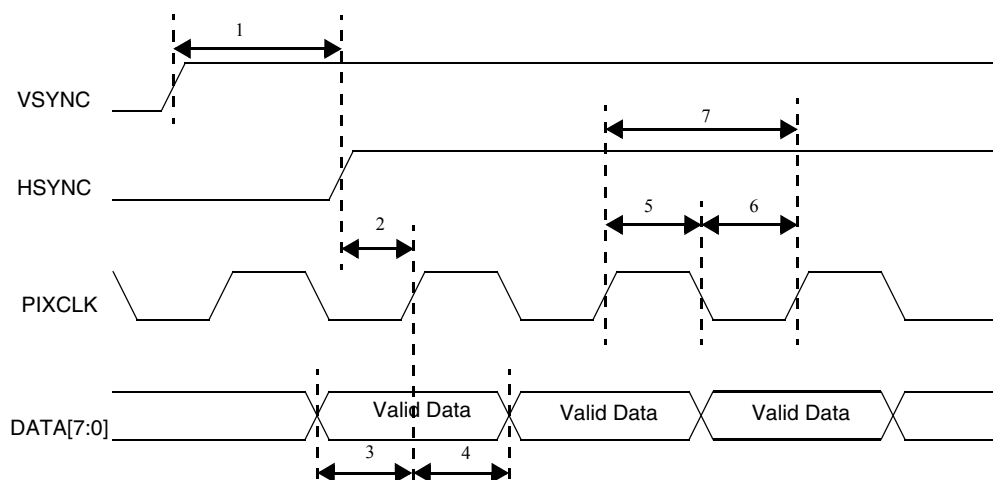 1
VSYNC
7
HSYNC
5
6
2
PIXCLK
Valid Data
Valid Data
Valid Data
DATA[7:0]
3
4